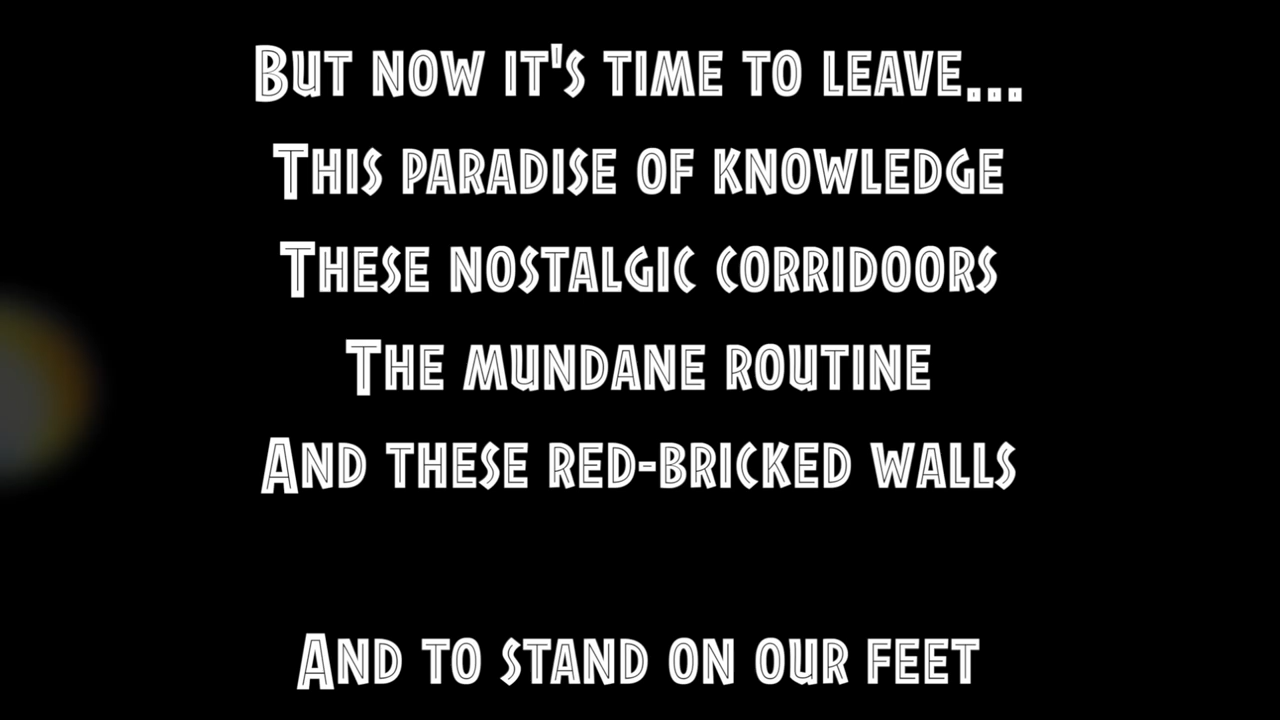 But now it's time to leave...
This paradise of knowledge
These nostalgic corridoors
The mundane routine
And these red-bricked walls
And to stand on our feet